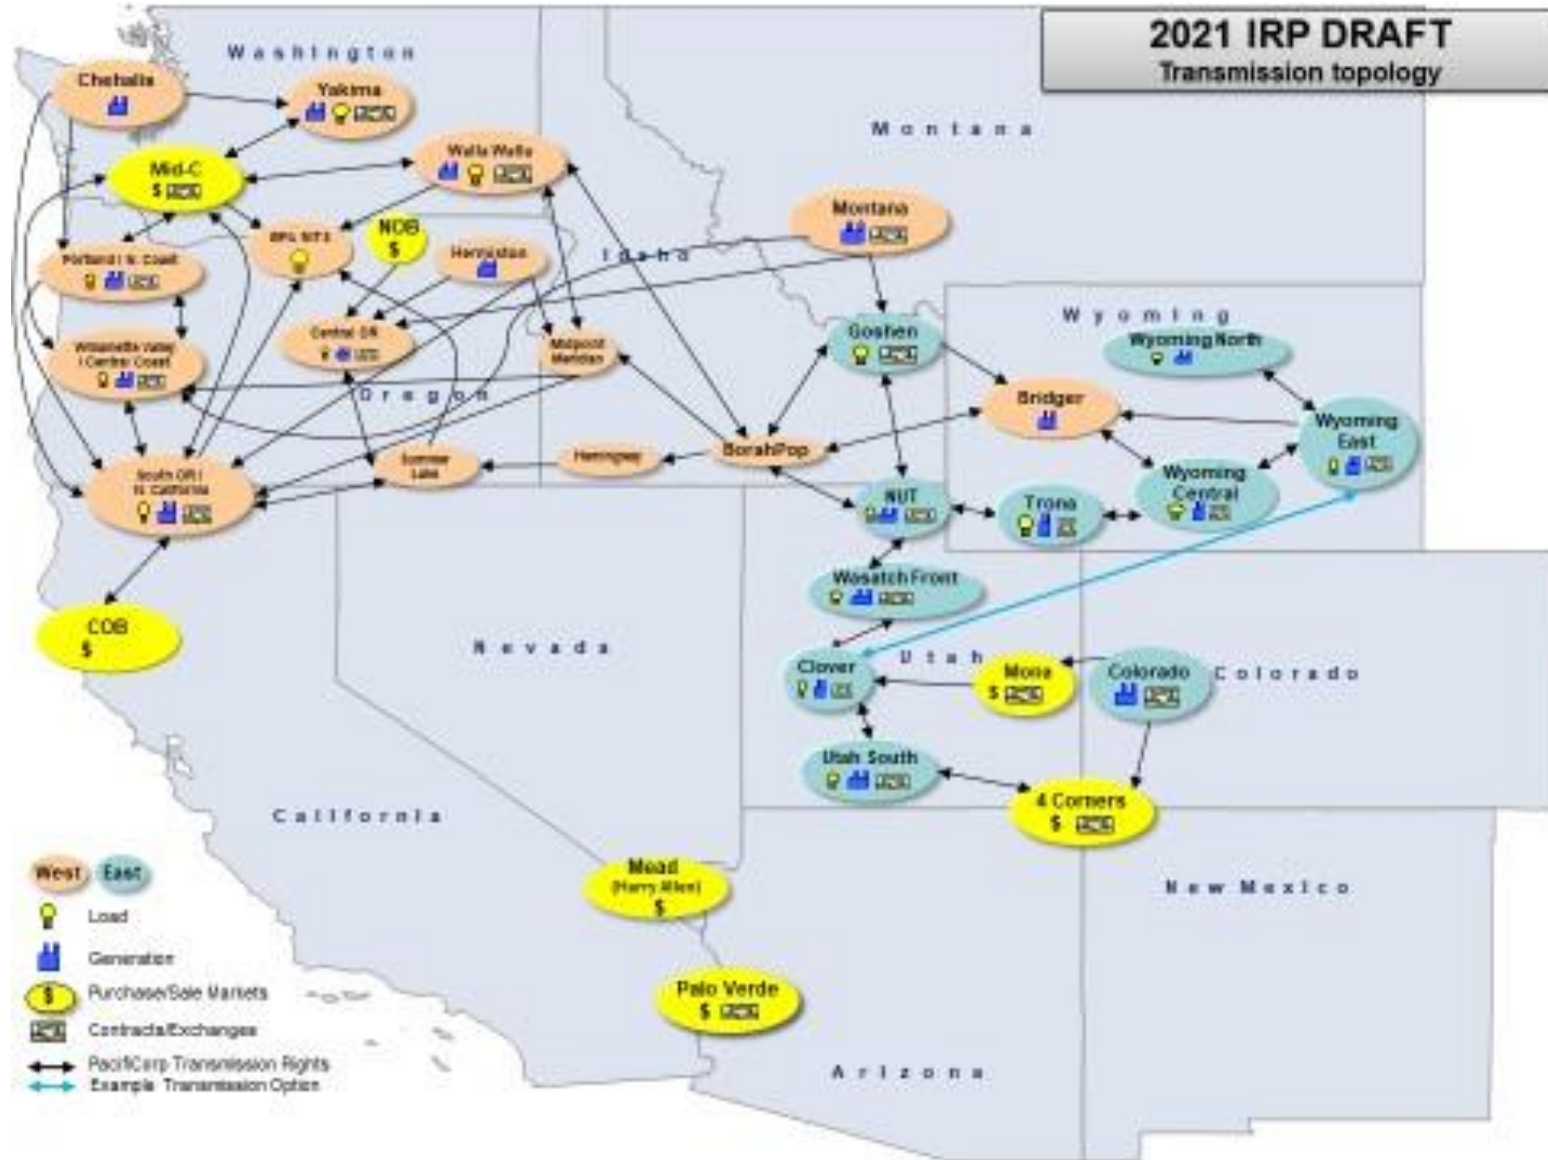 2021 IRP DRAFT
Transmission topology
Washington
Chehalis
Yakima
Montana
Walla Walla
Mid-C
$
Montana
NOB
$
BPA NITS
Hermiston
Idaho
Portland / N. Coast
Wyoming
Goshen
Wyoming North
Central OR
Midpoint
Meridian
Willamette Valley
/ Central Coast
Oregon
Bridger
Wyoming
East
BorahPop
Hemingway
Summer
Lake
South OR /
N. California
Wyoming
Central
NUT
Trona
Wasatch Front
COB
$
Nevada
Utah
Clover
Mona
$
Colorado
Colorado
Utah South
4 Corners
$
California
Mead
(Harry Allen)
$
New Mexico
West
East
Load
Generation
$
Purchase/Sale Markets
Contracts/Exchanges
PacifiCorp Transmission Rights
Example Transmission Option
Palo Verde
$
Arizona